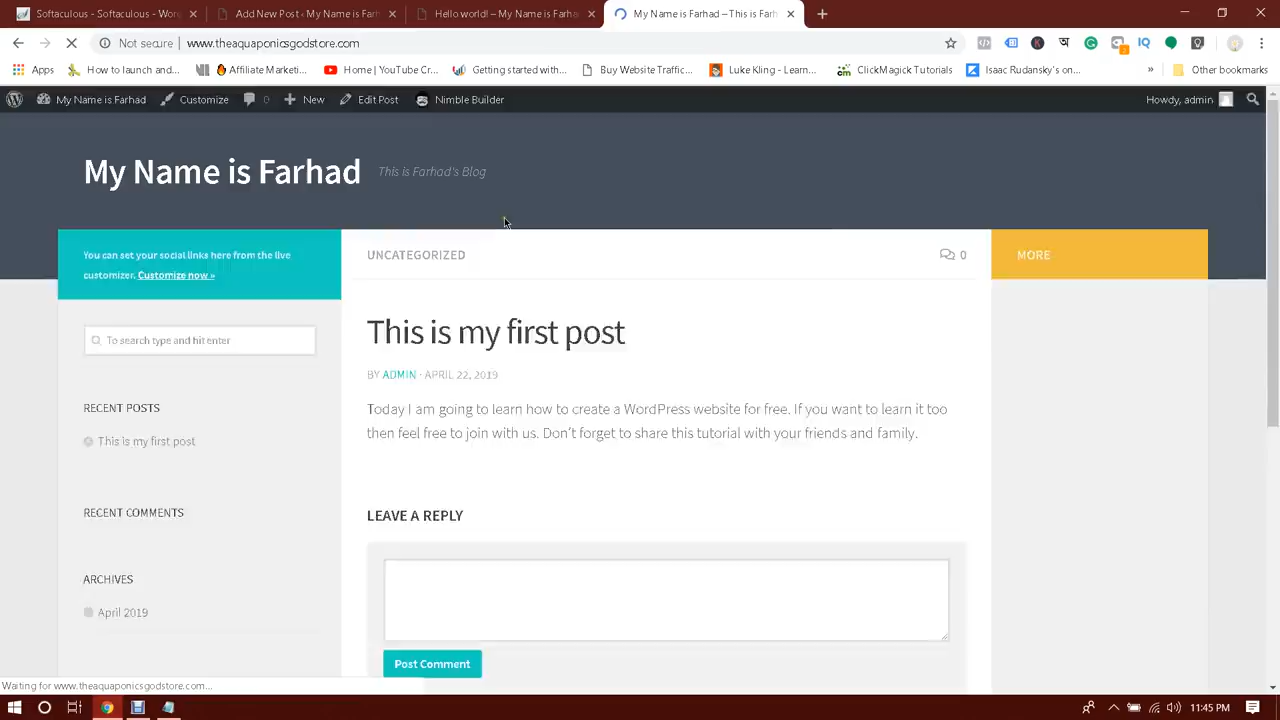 Softaculous - Softaculous - Wor
Add New Post ‹ My Name is Farh
Hello world! – My Name is Farha
My Name is Farhad – This is Farh
Not secure | www.theaquaponicsgodstore.com
Apps
How to launch and...
Affiliate Marketi...
Home | YouTube Cr...
Getting started with...
Buy Website Traffic...
Luke Kling - Learn...
ClickMagick Tutorials
Isaac Rudansky's on...
»
Other bookmarks
My Name is Farhad
Customize
0
New
Edit Post
Nimble Builder
Howdy, admin
My Name is Farhad
This is Farhad's Blog
You can set your social links here from the live
customizer. Customize now »
UNCATEGORIZED
0
MORE
To search type and hit enter
This is my first post
BY ADMIN · APRIL 22, 2019
RECENT POSTS
Today I am going to learn how to create a WordPress website for free. If you want to learn it too
then feel free to join with us. Don't forget to share this tutorial with your friends and family.
This is my first post
RECENT COMMENTS
LEAVE A REPLY
ARCHIVES
April 2019
Post Comment
Waiting for www.theaquaponicsgodstore.com...
11:45 PM